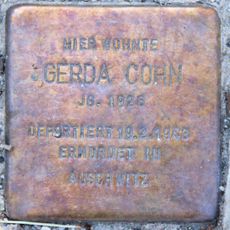 HIER WOHNTE
GERDA COHN
JG. 1926
DEPORTIERT 19.2.1943
ERMORDET IN
AUSCHWITZ